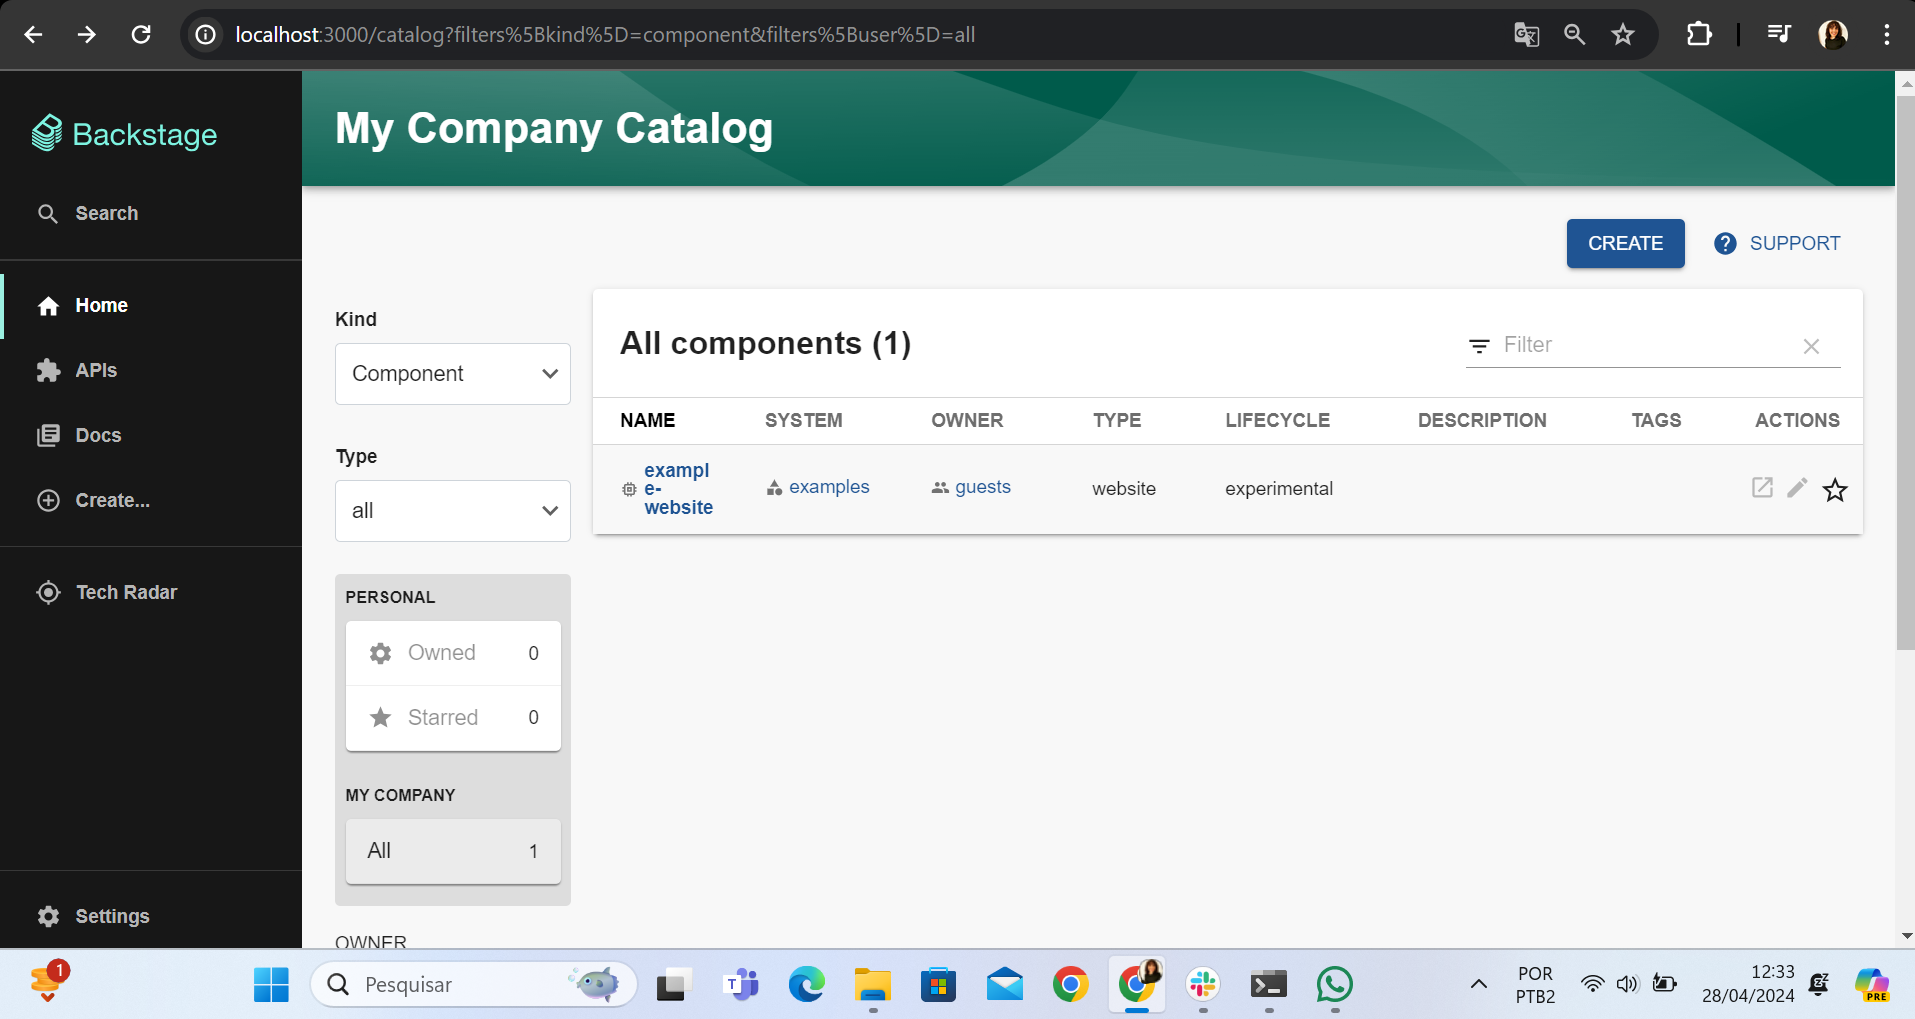 localhost:3000/catalog?filters%5Bkind%5D=component&filters%5Buser%5D=all
Backstage
Search
Home
APIs
Docs
Create...
Tech Radar
Settings
My Company Catalog
CREATE
? SUPPORT
Kind
Component
Type
all
PERSONAL
Owned 0
Starred 0
MY COMPANY
All 1
OWNER
All components (1)
Filter
NAME SYSTEM OWNER TYPE LIFECYCLE DESCRIPTION TAGS ACTIONS
exampl
e-
website
examples
guests
website
experimental
1
Pesquisar
T
POR
PTB2
12:33
28/04/2024
PRE